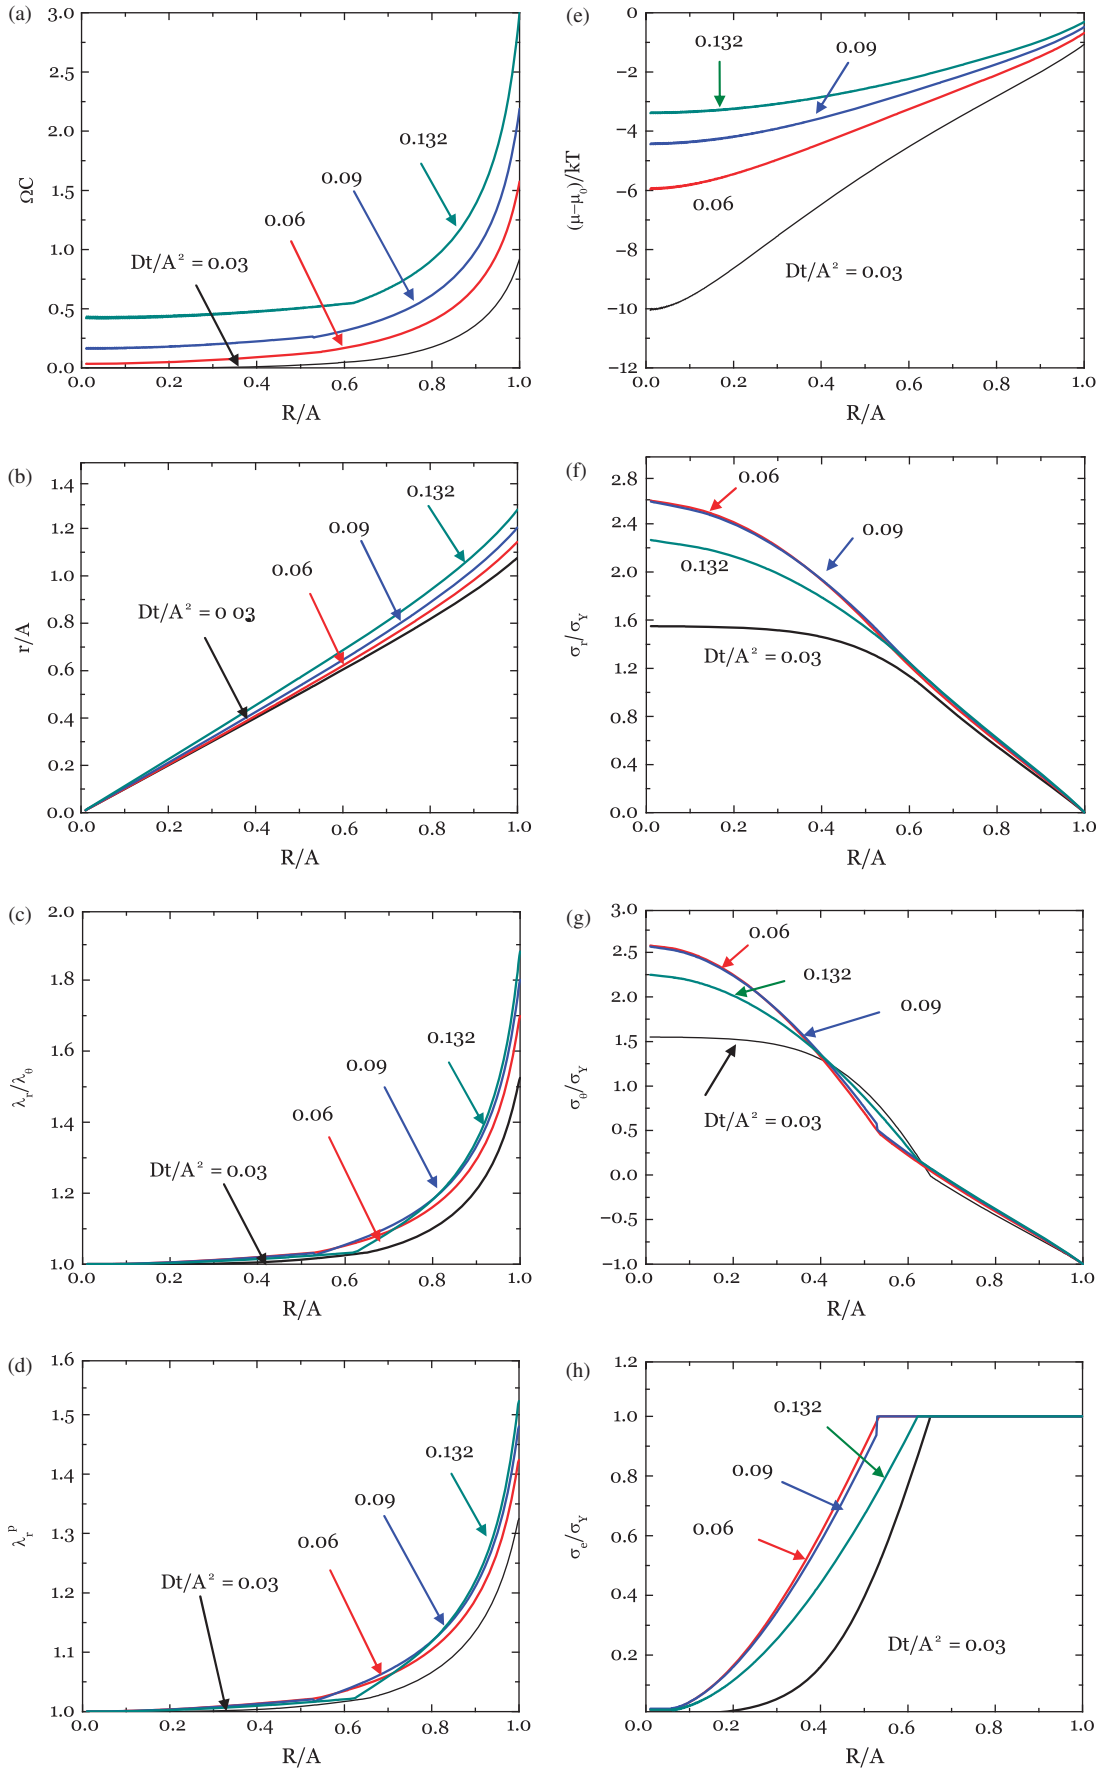 (a)
3.0
2.5
2.0
1.5
1.0
0.5
0.0
ΩC
0.132
0.09
0.06
Dt/A² = 0.03
0.0 0.2 0.4 0.6 0.8 1.0
R/A
(b)
1.4
1.2
1.0
0.8
0.6
0.4
0.2
0.0
r/A
0.132
0.09
0.06
Dt/A² = 0 03
0.0 0.2 0.4 0.6 0.8 1.0
R/A
(c)
2.0
1.8
1.6
1.4
1.2
1.0
λr/λθ
0.132
0.09
0.06
Dt/A² = 0.03
0.0 0.2 0.4 0.6 0.8 1.0
R/A
(d)
1.6
1.5
1.4
1.3
1.2
1.1
1.0
λrᵖ
0.132
0.09
0.06
Dt/A² = 0.03
0.0 0.2 0.4 0.6 0.8 1.0
R/A
(e)
0
−2
−4
−6
−8
−10
−12
(μ−μ₀)/kT
0.132
0.09
0.06
Dt/A² = 0.03
0.0 0.2 0.4 0.6 0.8 1.0
R/A
(f)
2.8
2.4
2.0
1.6
1.2
0.8
0.4
0.0
σr/σY
0.06
0.09
0.132
Dt/A² = 0.03
0.0 0.2 0.4 0.6 0.8 1.0
R/A
(g)
3.0
2.5
2.0
1.5
1.0
0.5
0.0
−0.5
−1.0
σθ/σY
0.06
0.132
0.09
Dt/A² = 0.03
0.0 0.2 0.4 0.6 0.8 1.0
R/A
(h)
1.2
1.0
0.8
0.6
0.4
0.2
σe/σY
0.132
0.09
0.06
Dt/A² = 0.03
0.0 0.2 0.4 0.6 0.8 1.0
R/A